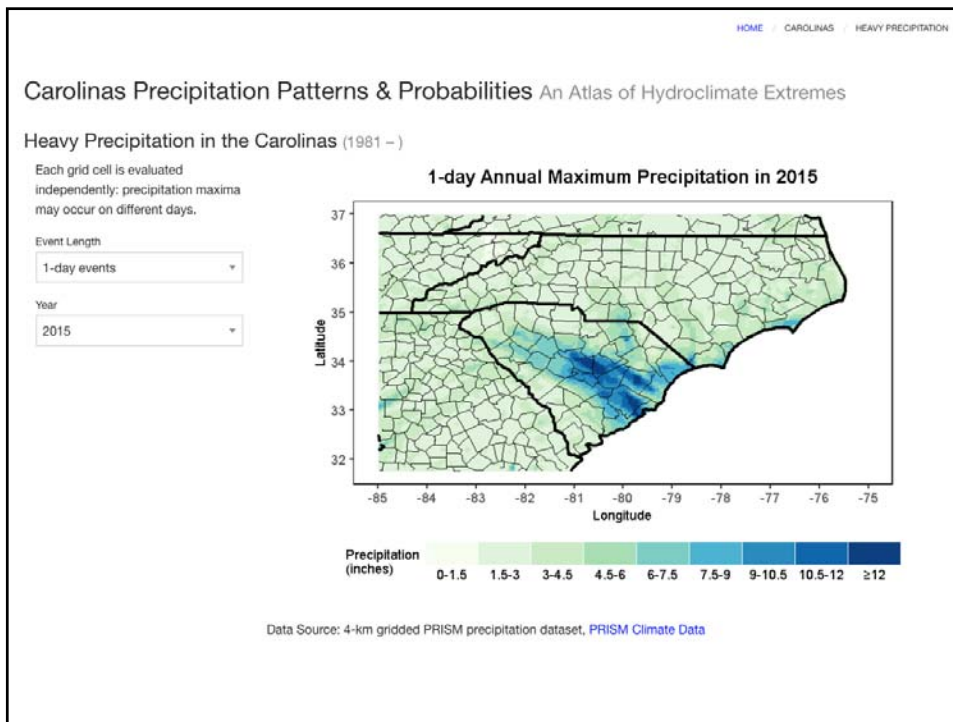 HOME / CAROLINAS / HEAVY PRECIPITATION
Carolinas Precipitation Patterns & Probabilities An Atlas of Hydroclimate Extremes
Heavy Precipitation in the Carolinas (1981 – )
Each grid cell is evaluated
independently: precipitation maxima
may occur on different days.
Event Length
1-day events
Year
2015
1-day Annual Maximum Precipitation in 2015
37
36
35
34
33
32
Latitude
-85 -84 -83 -82 -81 -80 -79 -78 -77 -76 -75
Longitude
Precipitation
(inches)
0-1.5 1.5-3 3-4.5 4.5-6 6-7.5 7.5-9 9-10.5 10.5-12 ≥12
Data Source: 4-km gridded PRISM precipitation dataset, PRISM Climate Data